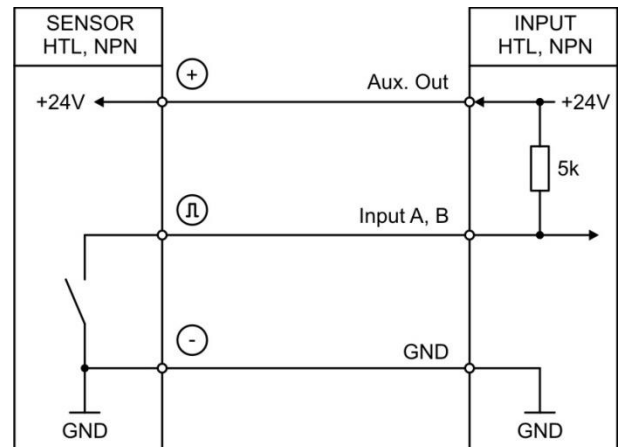 SENSOR
HTL, NPN
INPUT
HTL, NPN
+
Aux. Out
+24V
+24V
5k
Input A, B
-
GND
GND
GND